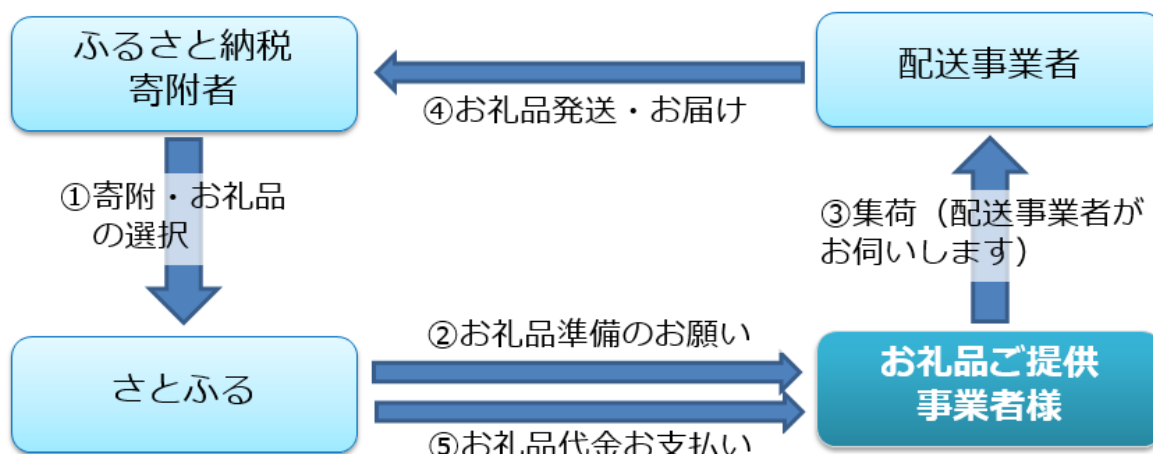 ふるさと納税
寄附者
配送事業者
④お礼品発送・お届け
①寄附・お礼品
の選択
③集荷（配送事業者が
お伺いします）
②お礼品準備のお願い
さとふる
お礼品ご提供
事業者様
⑤お礼品代金お支払い